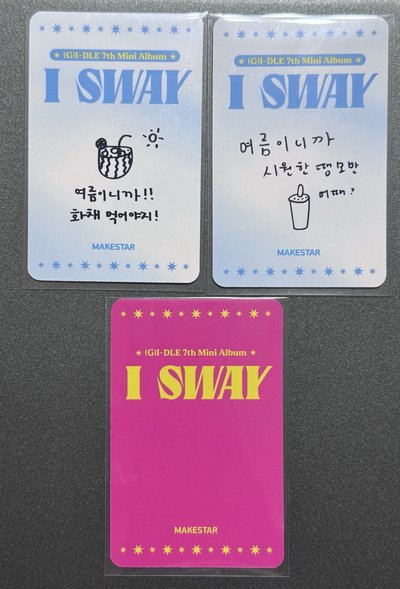 ★ (G)I-DLE 7th Mini Album ★
I SWAY
여름이니까!!
화채 먹어야지!
MAKESTAR
★ (G)I-DLE 7th Mini Album ★
I SWAY
여름이니까
시원한 땡모반
어때?
MAKESTAR
★ (G)I-DLE 7th Mini Album ★
I SWAY
MAKESTAR